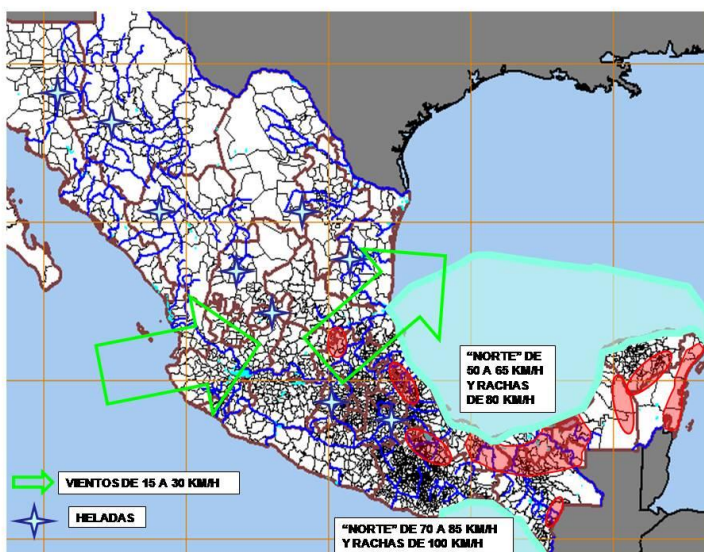 "NORTE" DE
50 A 65 KM/H
Y RACHAS
DE 80 KM/H
VIENTOS DE 15 A 30 KM/H
HELADAS
"NORTE" DE 70 A 85 KM/H
Y RACHAS DE 100 KM/H